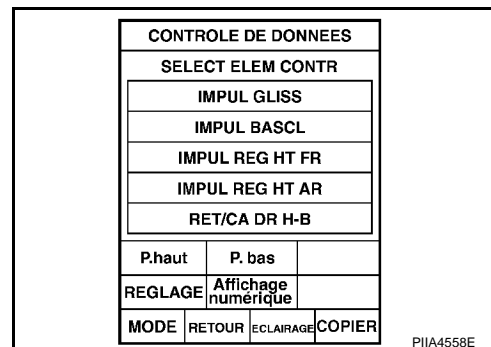 CONTROLE DE DONNEES
SELECT ELEM CONTR
IMPUL GLISS
IMPUL BASCL
IMPUL REG HT FR
IMPUL REG HT AR
RET/CA DR H-B
P.haut P. bas
REGLAGE Affichage numérique
MODE RETOUR ECLAIRAGE COPIER
PIIA4558E